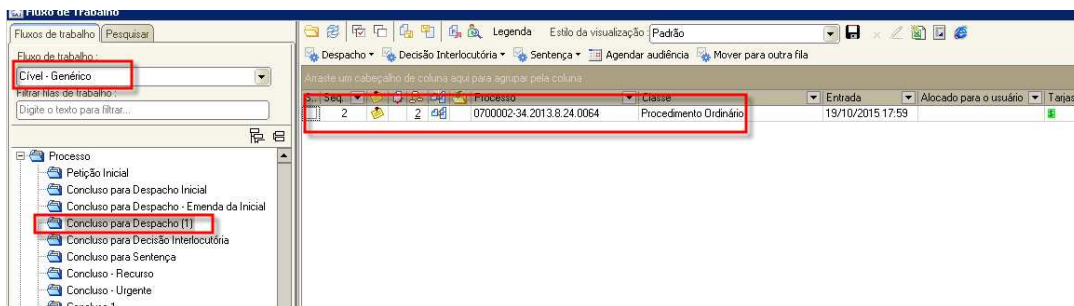 Fluxo de Trabalho
Fluxos de trabalho Pesquisar
Legenda Estilo da visualização: Padrão
Fluxo de trabalho :
Despacho Decisão Interlocutória Sentença Agendar audiência Mover para outra fila
Cível - Genérico
Arraste um cabeçalho de coluna aqui para agrupar pela coluna
Filtrar filas de trabalho :
S... Seq. Processo Classe Entrada Alocado para o usuário Tarjas
Digite o texto para filtrar...
2 2 0700002-34.2013.8.24.0064 Procedimento Ordinário 19/10/2015 17:59
Processo
Petição Inicial
Concluso para Despacho Inicial
Concluso para Despacho - Emenda da Inicial
Concluso para Despacho (1)
Concluso para Decisão Interlocutória
Concluso para Sentença
Concluso - Recurso
Concluso - Urgente